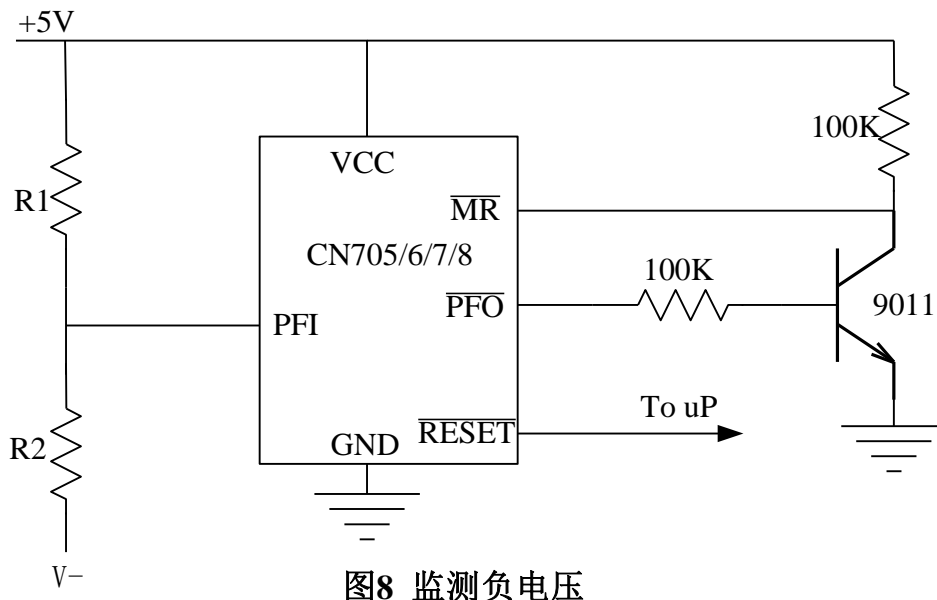 +5V
100K
R1
VCC
MR
CN705/6/7/8
100K
PFO
9011
PFI
To uP
RESET
R2
GND
V-
图8 监测负电压